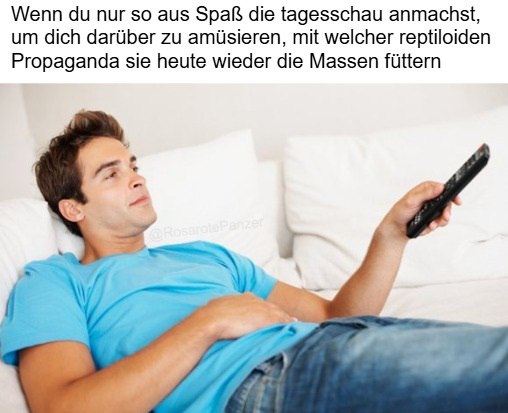 Wenn du nur so aus Spaß die tagesschau anmachst,
um dich darüber zu amüsieren, mit welcher reptiloiden
Propaganda sie heute wieder die Massen füttern
@RosarotePanzer